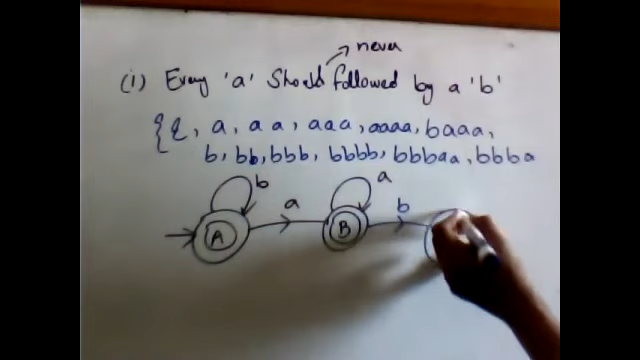 never
(1) Every 'a' Should followed by a 'b'
{ε, a, aa, aaa, aaaa, baaa,
b, bb, bbb, bbbb, bbbaa, bbba
b a
a b
A B